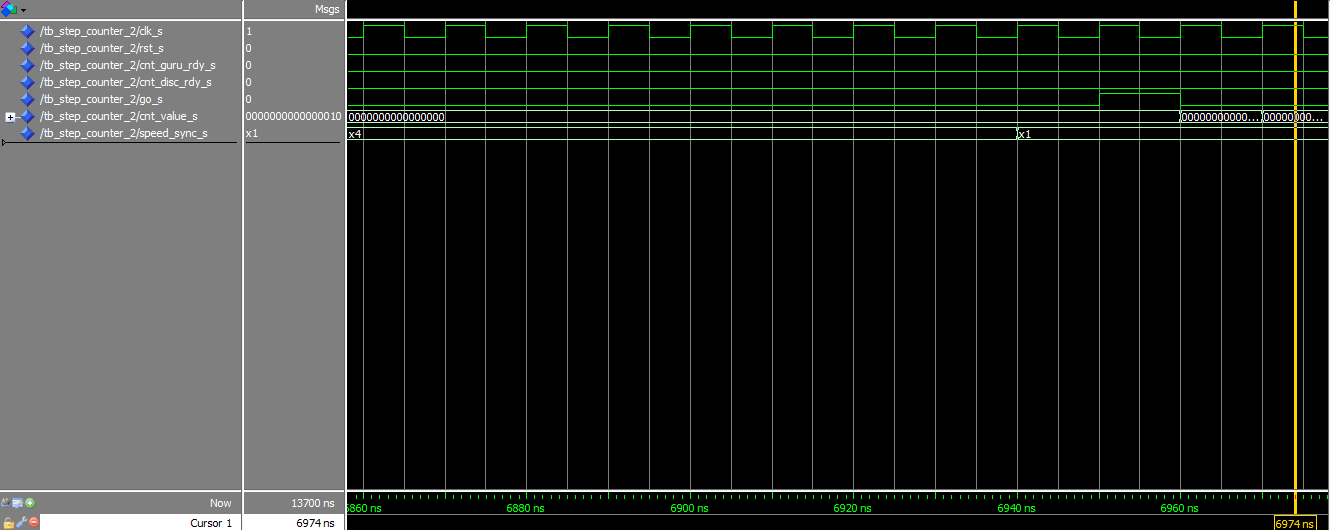 Msgs
/tb_step_counter_2/clk_s 1
/tb_step_counter_2/rst_s 0
/tb_step_counter_2/cnt_guru_rdy_s 0
/tb_step_counter_2/cnt_disc_rdy_s 0
/tb_step_counter_2/go_s 0
/tb_step_counter_2/cnt_value_s 0000000000000010 0000000000000000 00000000000... 00000000...
/tb_step_counter_2/speed_sync_s x1 x4 x1
Now 13700 ns 6860 ns 6880 ns 6900 ns 6920 ns 6940 ns 6960 ns
Cursor 1 6974 ns 6974 ns